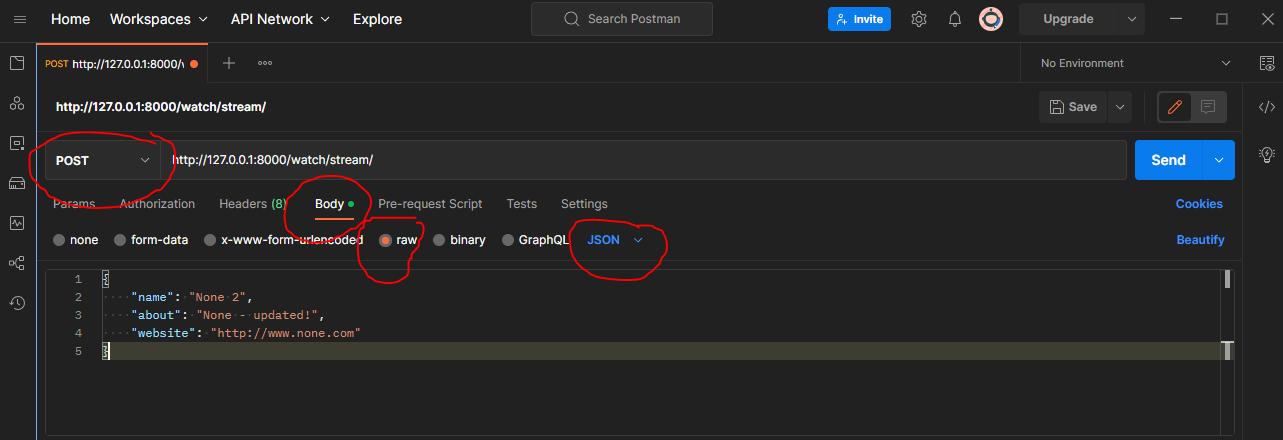 Home Workspaces API Network Explore Search Postman Invite Upgrade
POST http://127.0.0.1:8000/ No Environment
http://127.0.0.1:8000/watch/stream/ Save
POST http://127.0.0.1:8000/watch/stream/ Send
Params Authorization Headers (8) Body Pre-request Script Tests Settings Cookies
none form-data x-www-form-urlencoded raw binary GraphQL JSON Beautify
1 {
2 "name": "None 2",
3 "about": "None - updated!",
4 "website": "http://www.none.com"
5 }